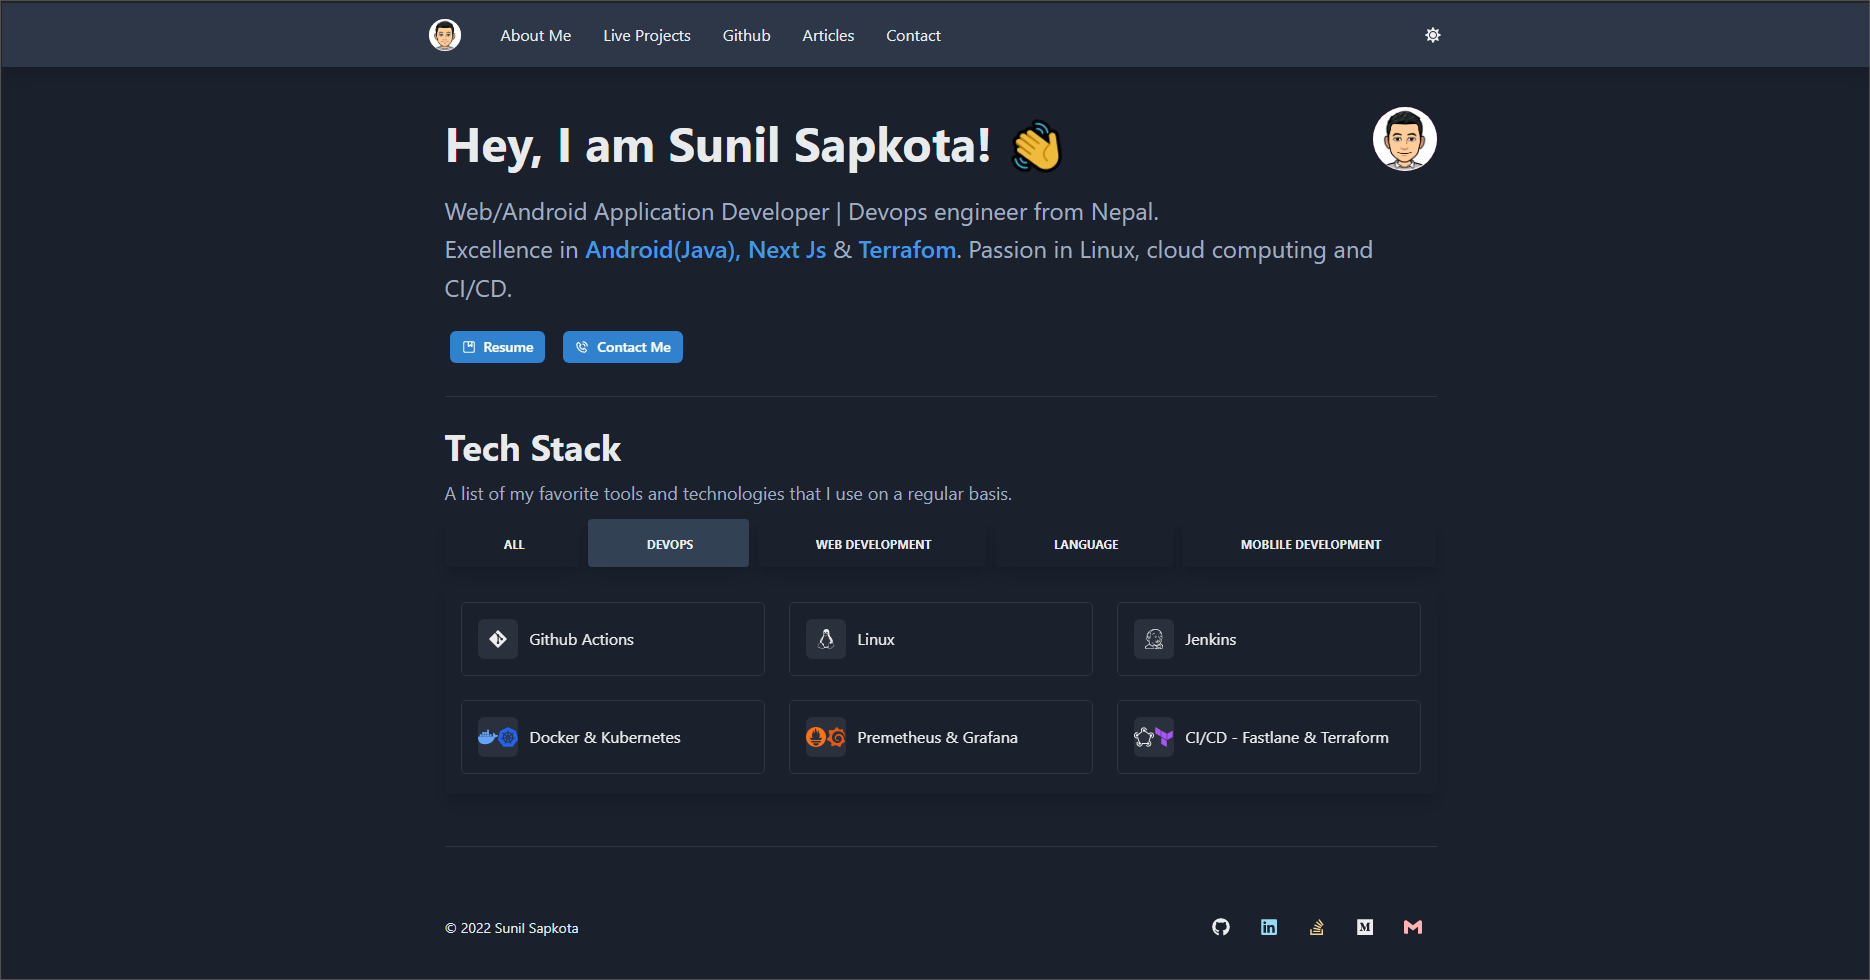 About Me
Live Projects
Github
Articles
Contact
Hey, I am Sunil Sapkota! 👋
Web/Android Application Developer | Devops engineer from Nepal.
Excellence in Android(Java), Next Js & Terrafom. Passion in Linux, cloud computing and
CI/CD.
Resume
Contact Me
Tech Stack
A list of my favorite tools and technologies that I use on a regular basis.
ALL
DEVOPS
WEB DEVELOPMENT
LANGUAGE
MOBLILE DEVELOPMENT
Github Actions
Linux
Jenkins
Docker & Kubernetes
Premetheus & Grafana
CI/CD - Fastlane & Terraform
© 2022 Sunil Sapkota